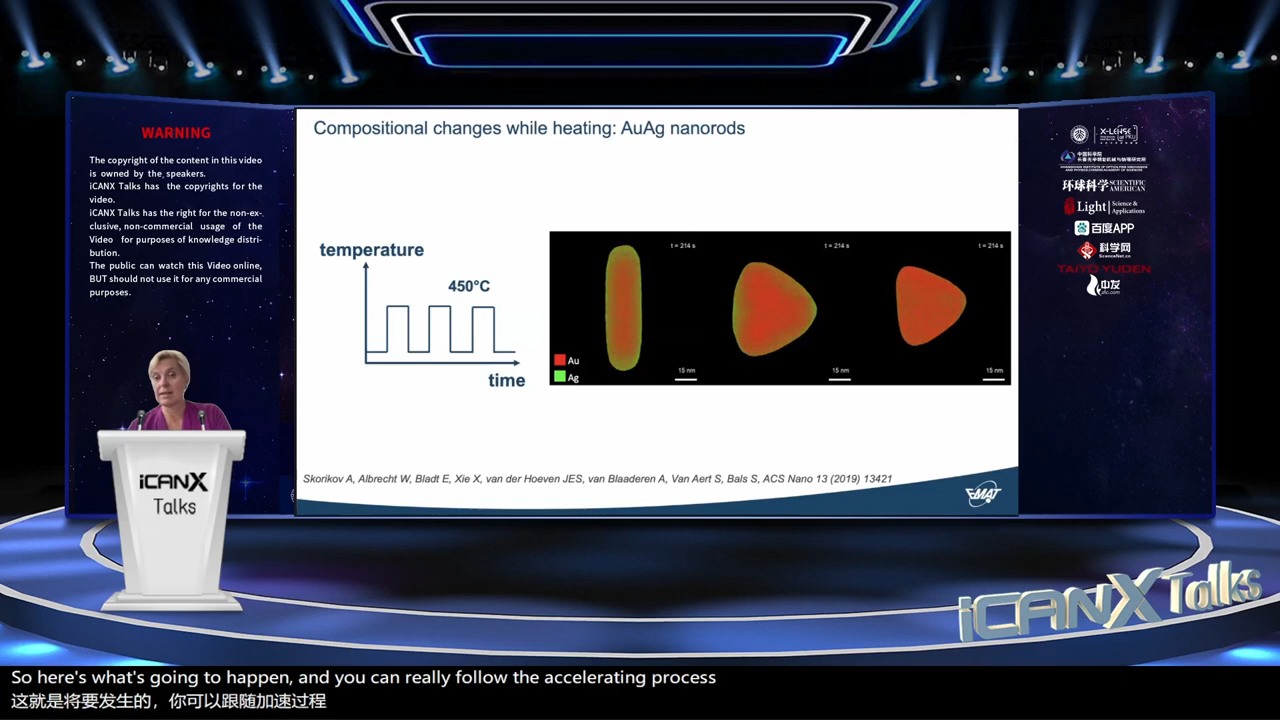 WARNING
The copyright of the content in this video
is owned by the speakers.
iCANX Talks has the copyrights for the
video.
iCANX Talks has the right for the non-ex-
clusive, non-commercial usage of the
Video for purposes of knowledge distri-
bution.
The public can watch this Video online,
BUT should not use it for any commercial
purposes.
Compositional changes while heating: AuAg nanorods
temperature
450°C
time
t = 214 s
t = 214 s
t = 214 s
Au
Ag
15 nm
15 nm
15 nm
Skorikov A, Albrecht W, Bladt E, Xie X, van der Hoeven JES, van Blaaderen A, Van Aert S, Bals S, ACS Nano 13 (2019) 13421
EMAT
X-LENSE
中国科学院
环球科学 SCIENTIFIC AMERICAN
Light Science & Applications
百度APP
科学网
ScienceNet.cn
TAIYO YUDEN
iCANX
Talks
iCANX Talks
So here's what's going to happen, and you can really follow the accelerating process
这就是将要发生的，你可以跟随加速过程